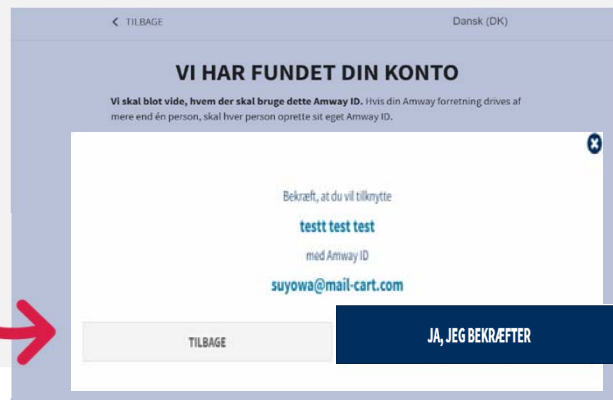 TILBAGE
Dansk (DK)
VI HAR FUNDET DIN KONTO
Vi skal blot vide, hvem der skal bruge dette Amway ID. Hvis din Amway forretning drives af
mere end én person, skal hver person oprette sit eget Amway ID.
Bekræft, at du vil tilknytte
testt test test
med Amway ID
suyowa@mail-cart.com
TILBAGE
JA, JEG BEKRÆFTER